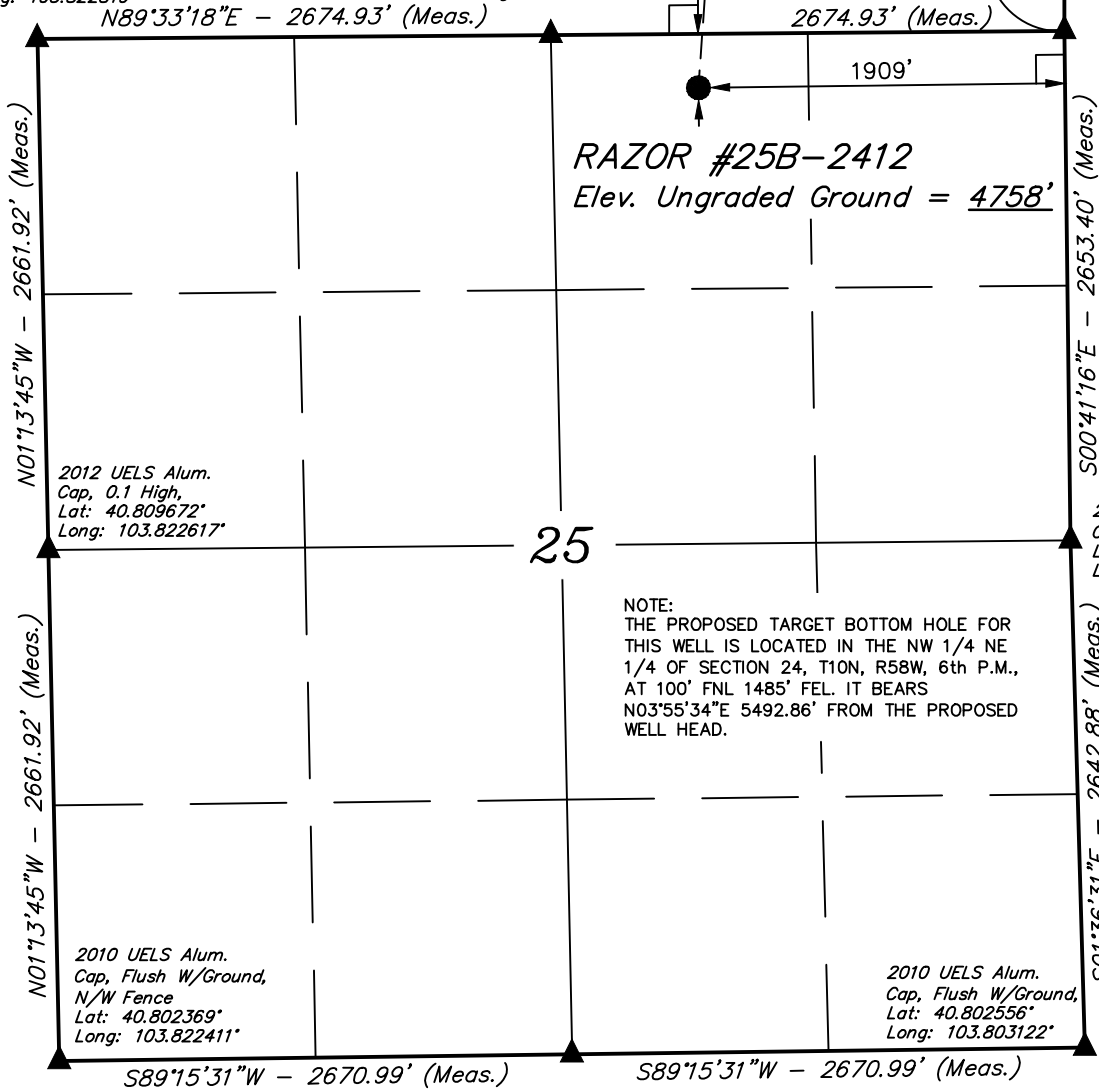 N89°33'18"E - 2674.93' (Meas.)
2674.93' (Meas.)
1909'
RAZOR #25B-2412
Elev. Ungraded Ground = 4758'
N01°13'45"W - 2661.92' (Meas.)
S00°41'16"E - 2653.40' (Meas.)
2012 UELS Alum.
Cap, 0.1 High,
Lat: 40.809672°
Long: 103.822617°
25
NOTE:
THE PROPOSED TARGET BOTTOM HOLE FOR
THIS WELL IS LOCATED IN THE NW 1/4 NE
1/4 OF SECTION 24, T10N, R58W, 6th P.M.,
AT 100' FNL 1485' FEL. IT BEARS
N03°55'34"E 5492.86' FROM THE PROPOSED
WELL HEAD.
N01°13'45"W - 2661.92' (Meas.)
S01°36'31"E - 2642.88' (Meas.)
2010 UELS Alum.
Cap, Flush W/Ground,
N/W Fence
Lat: 40.802369°
Long: 103.822411°
2010 UELS Alum.
Cap, Flush W/Ground,
Lat: 40.802556°
Long: 103.803122°
S89°15'31"W - 2670.99' (Meas.)
S89°15'31"W - 2670.99' (Meas.)